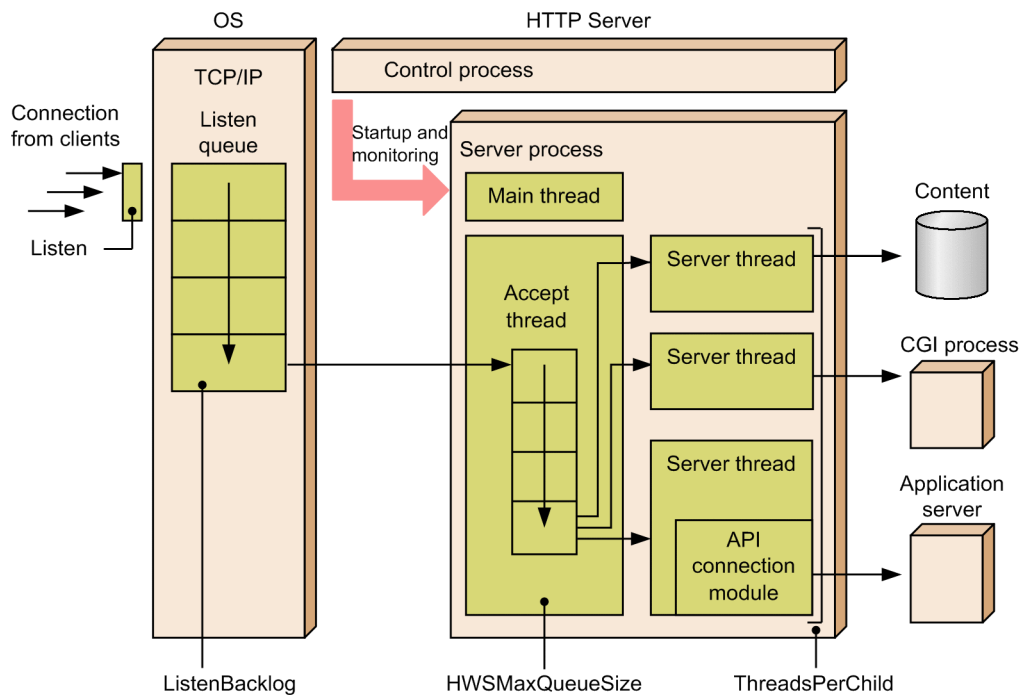 OS
HTTP Server
TCP/IP
Control process
Connection
from clients
Listen
queue
Startup and
monitoring
Server process
Main thread
Listen
Accept
thread
Server thread
Server thread
Server thread
API
connection
module
Content
CGI process
Application
server
ListenBacklog
HWSMaxQueueSize
ThreadsPerChild